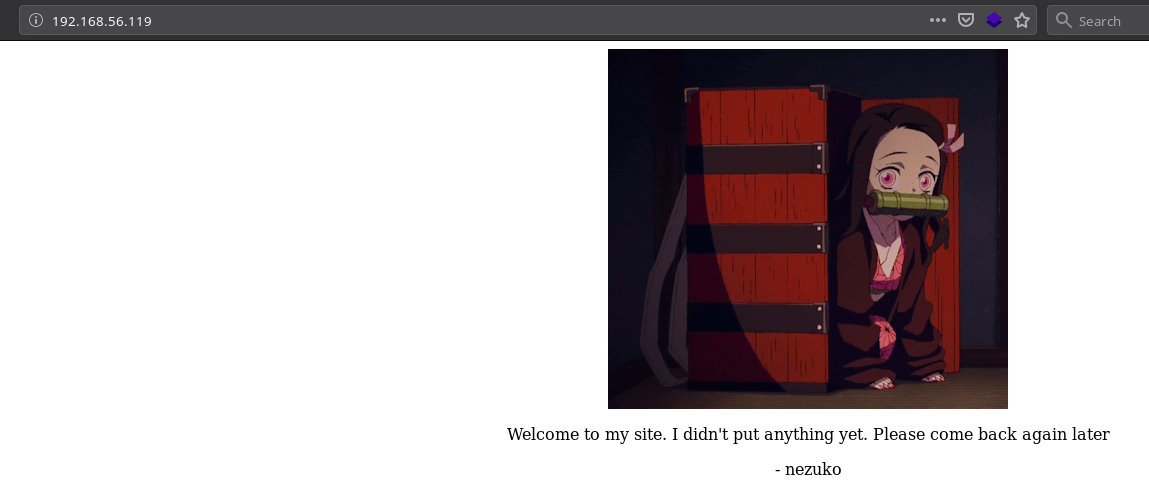 192.168.56.119
Search
Welcome to my site. I didn't put anything yet. Please come back again later
- nezuko